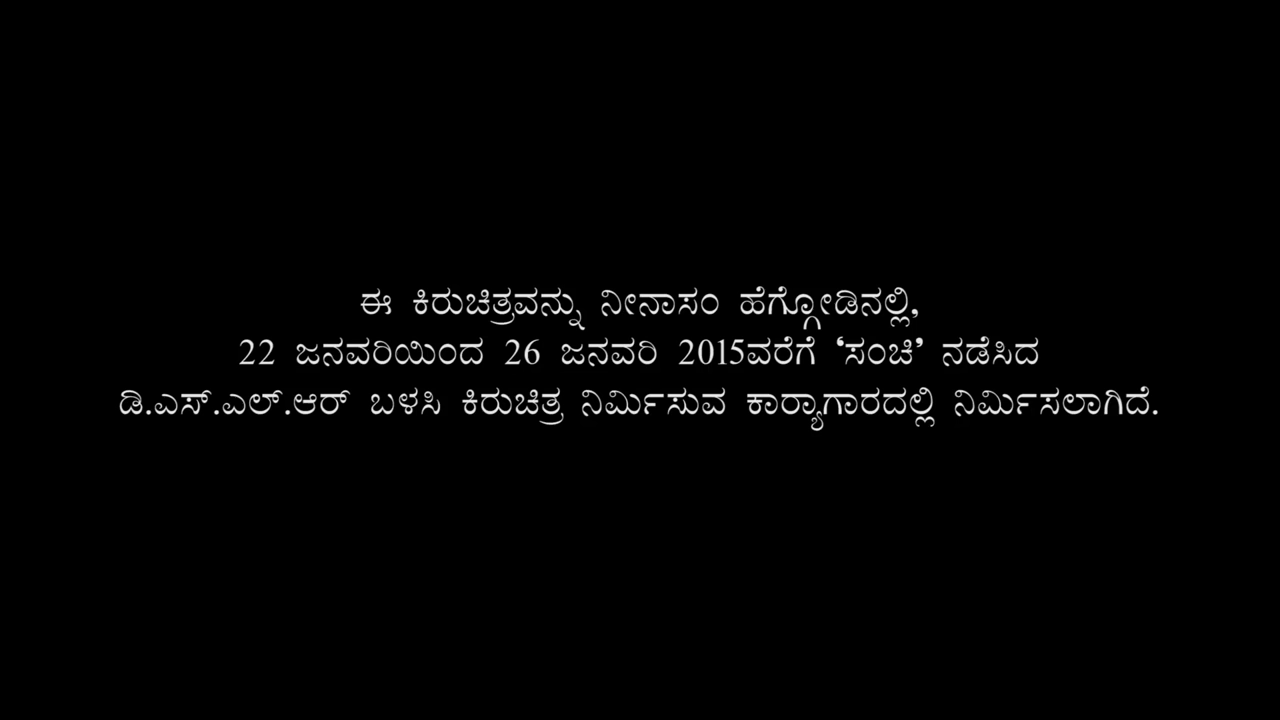 ಈ ಕಿರುಚಿತ್ರವನ್ನು ನೀನಾಸಂ ಹೆಗ್ಗೋಡಿನಲ್ಲಿ,
22 ಜನವರಿಯಿಂದ 26 ಜನವರಿ 2015ವರೆಗೆ ‘ಸಂಚಿ’ ನಡೆಸಿದ
ಡಿ.ಎಸ್.ಎಲ್.ಆರ್ ಬಳಸಿ ಕಿರುಚಿತ್ರ ನಿರ್ಮಿಸುವ ಕಾರ‍್ಯಾಗಾರದಲ್ಲಿ ನಿರ್ಮಿಸಲಾಗಿದೆ.